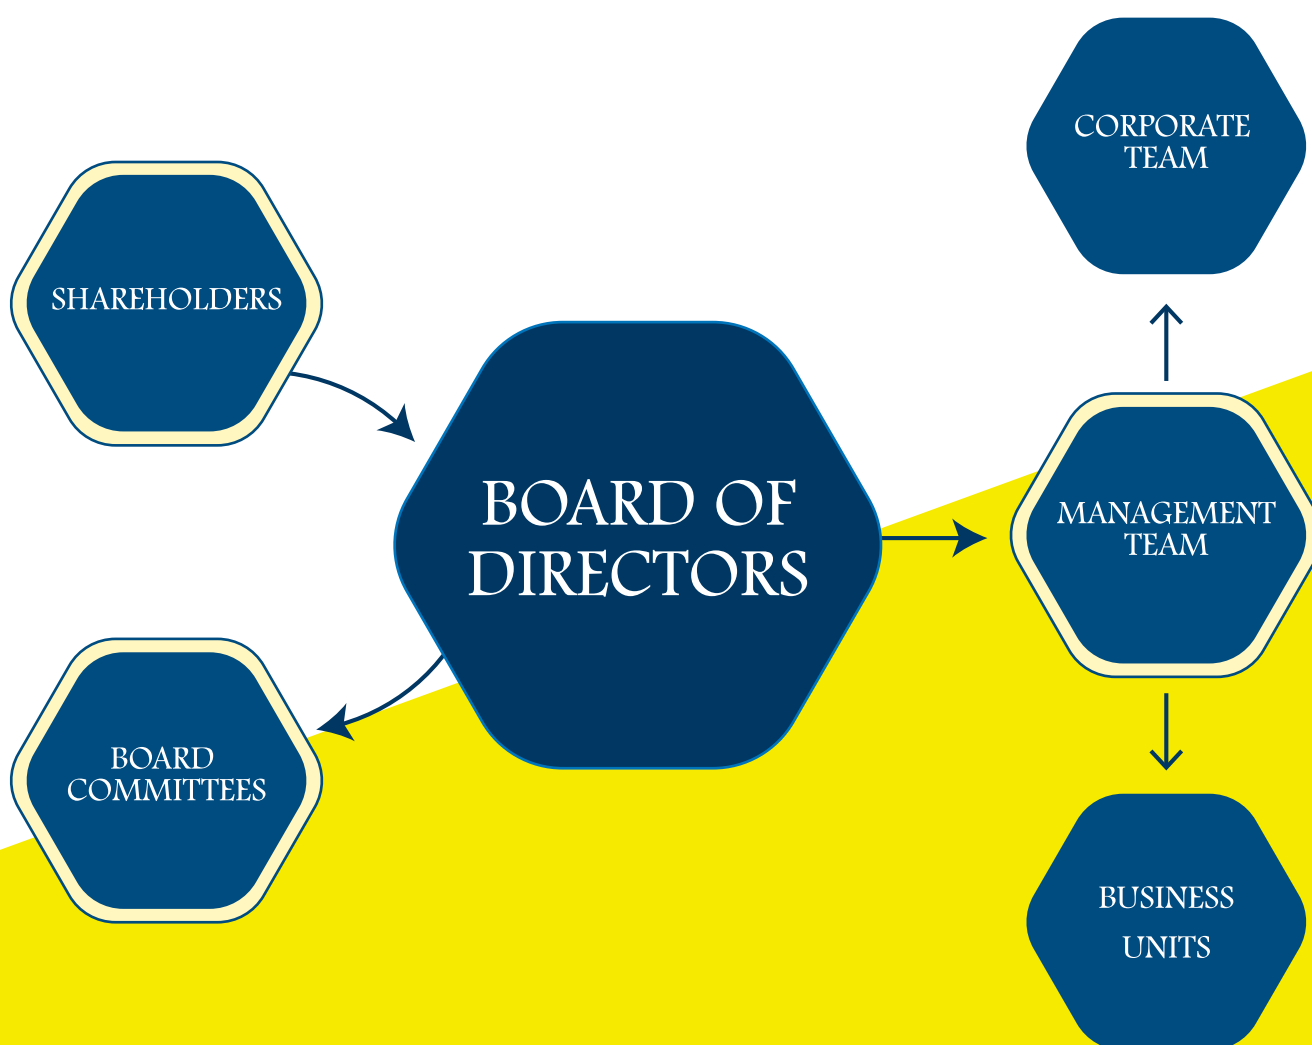 CORPORATE
TEAM
SHAREHOLDERS
BOARD OF
DIRECTORS
MANAGEMENT
TEAM
BOARD
COMMITTEES
BUSINESS
UNITS